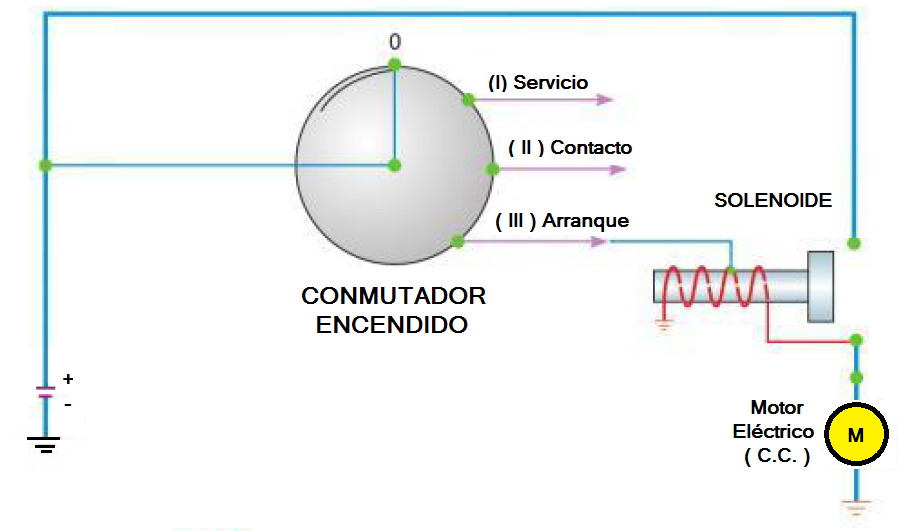 0
(I) Servicio
( II ) Contacto
( III ) Arranque
SOLENOIDE
CONMUTADOR
ENCENDIDO
+
-
Motor
Eléctrico
( C.C. )
M